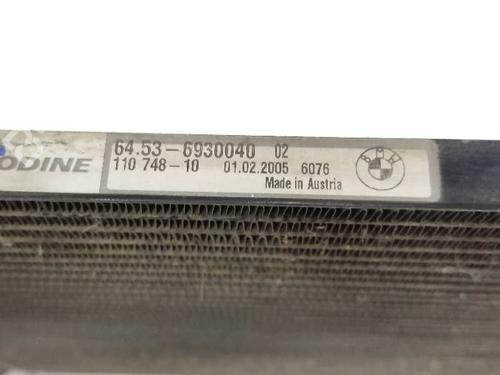 64.53-6930040 02
ODINE 110 748-10 01.02.2005 6076
Made in Austria
BMW